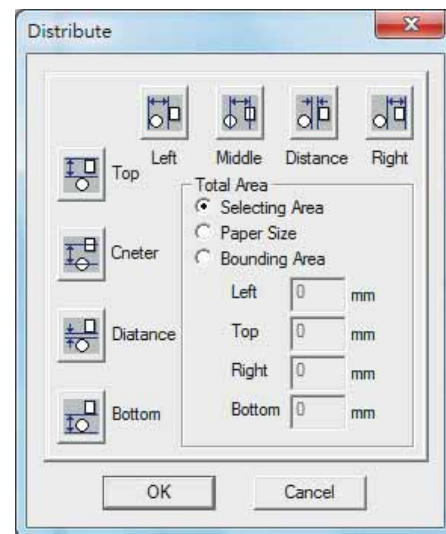 Distribute
Left Middle Distance Right
Top
Total Area
Selecting Area
Paper Size
Cneter
Bounding Area
Left 0 mm
Diatance
Top 0 mm
Right 0 mm
Bottom
Bottom 0 mm
OK Cancel